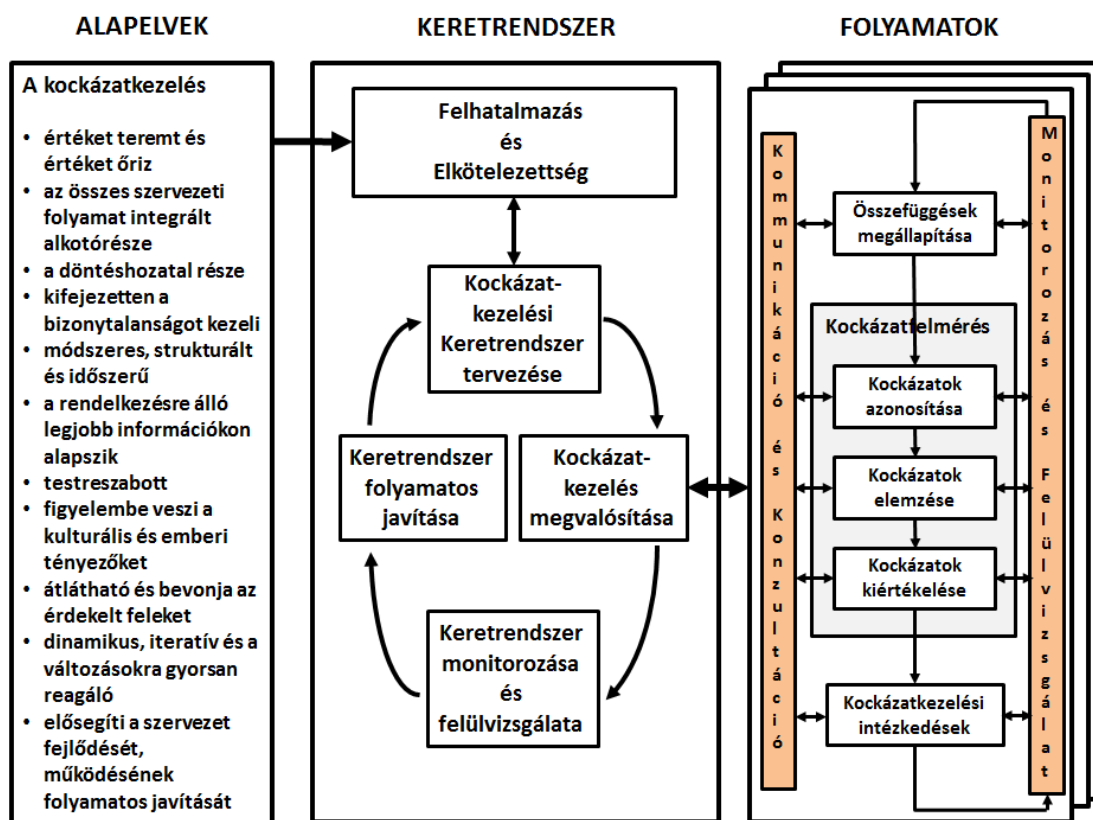 ALAPELVEK
A kockázatkezelés
• értéket teremt és
értéket őriz
• az összes szervezeti
folyamat integrált
alkotórésze
• a döntéshozatal része
• kifejezetten a
bizonytalanságot kezeli
• módszeres, strukturált
és időszerű
• a rendelkezésre álló
legjobb információkon
alapszik
• testreszabott
• figyelembe veszi a
kulturális és emberi
tényezőket
• átlátható és bevonja az
érdekelt feleket
• dinamikus, iteratív és a
változásokra gyorsan
reagáló
• elősegíti a szervezet
fejlődését,
működésének
folyamatos javítását
KERETRENDSZER
Felhatalmazás
és
Elkötelezettség
Kockázat-
kezelési
Keretrendszer
tervezése
Keretrendszer
folyamatos
javítása
Kockázat-
kezelés
megvalósítása
Keretrendszer
monitorozása
és
felülvizsgálata
FOLYAMATOK
Kommunikáció és Konzultáció
Összefüggések
megállapítása
Kockázatfelmérés
Kockázatok
azonosítása
Kockázatok
elemzése
Konzázatok
kiértékelése
Kockázatkezelési
intézkedések
Monitorozás és Felülvizsgálat